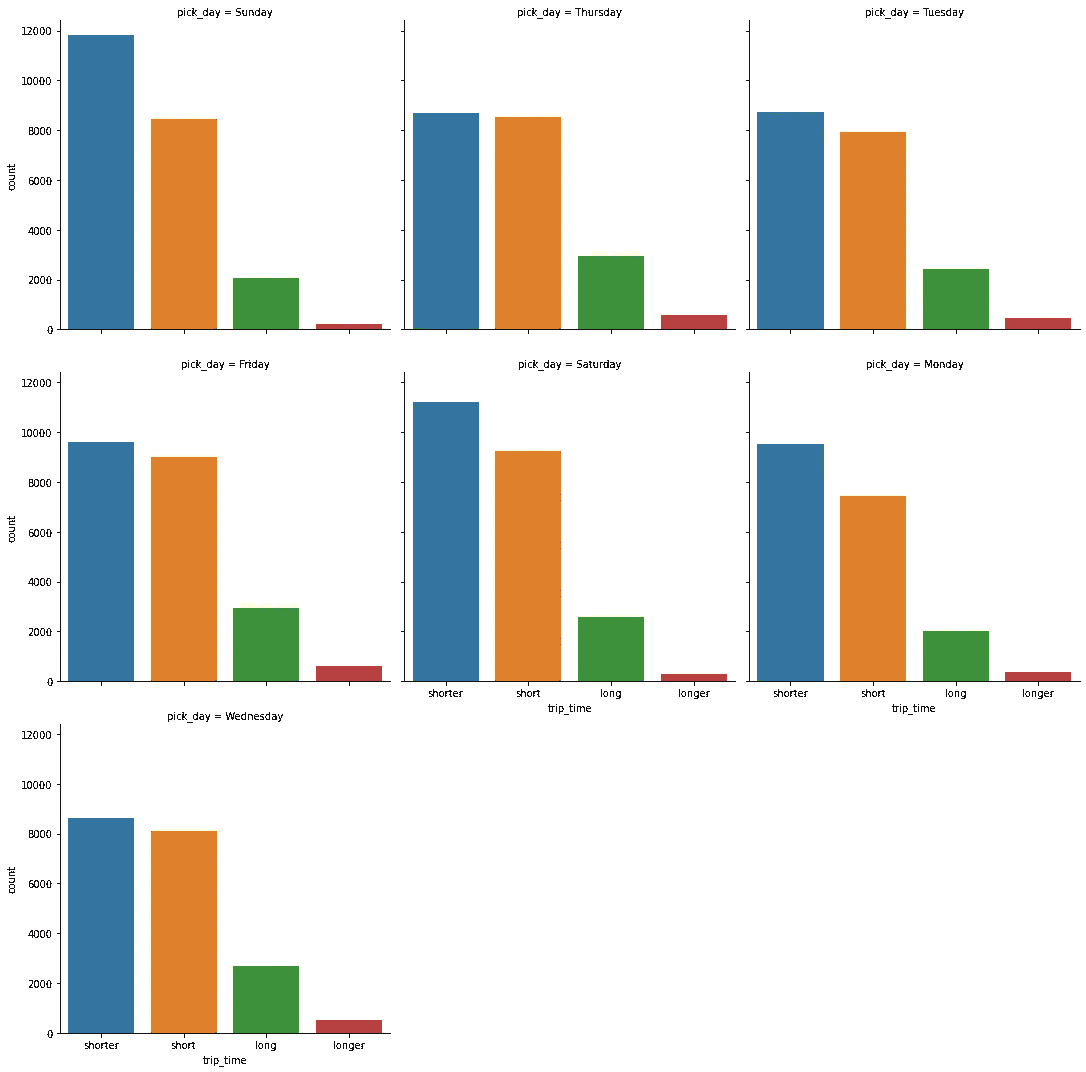 pick_day = Sunday
pick_day = Thursday
pick_day = Tuesday
12000
10000
8000
6000
4000
2000
0
count
pick_day = Friday
pick_day = Saturday
pick_day = Monday
12000
10000
8000
6000
4000
2000
0
count
shorter short long longer
trip_time
shorter short long longer
trip_time
pick_day = Wednesday
12000
10000
8000
6000
4000
2000
0
count
shorter short long longer
trip_time